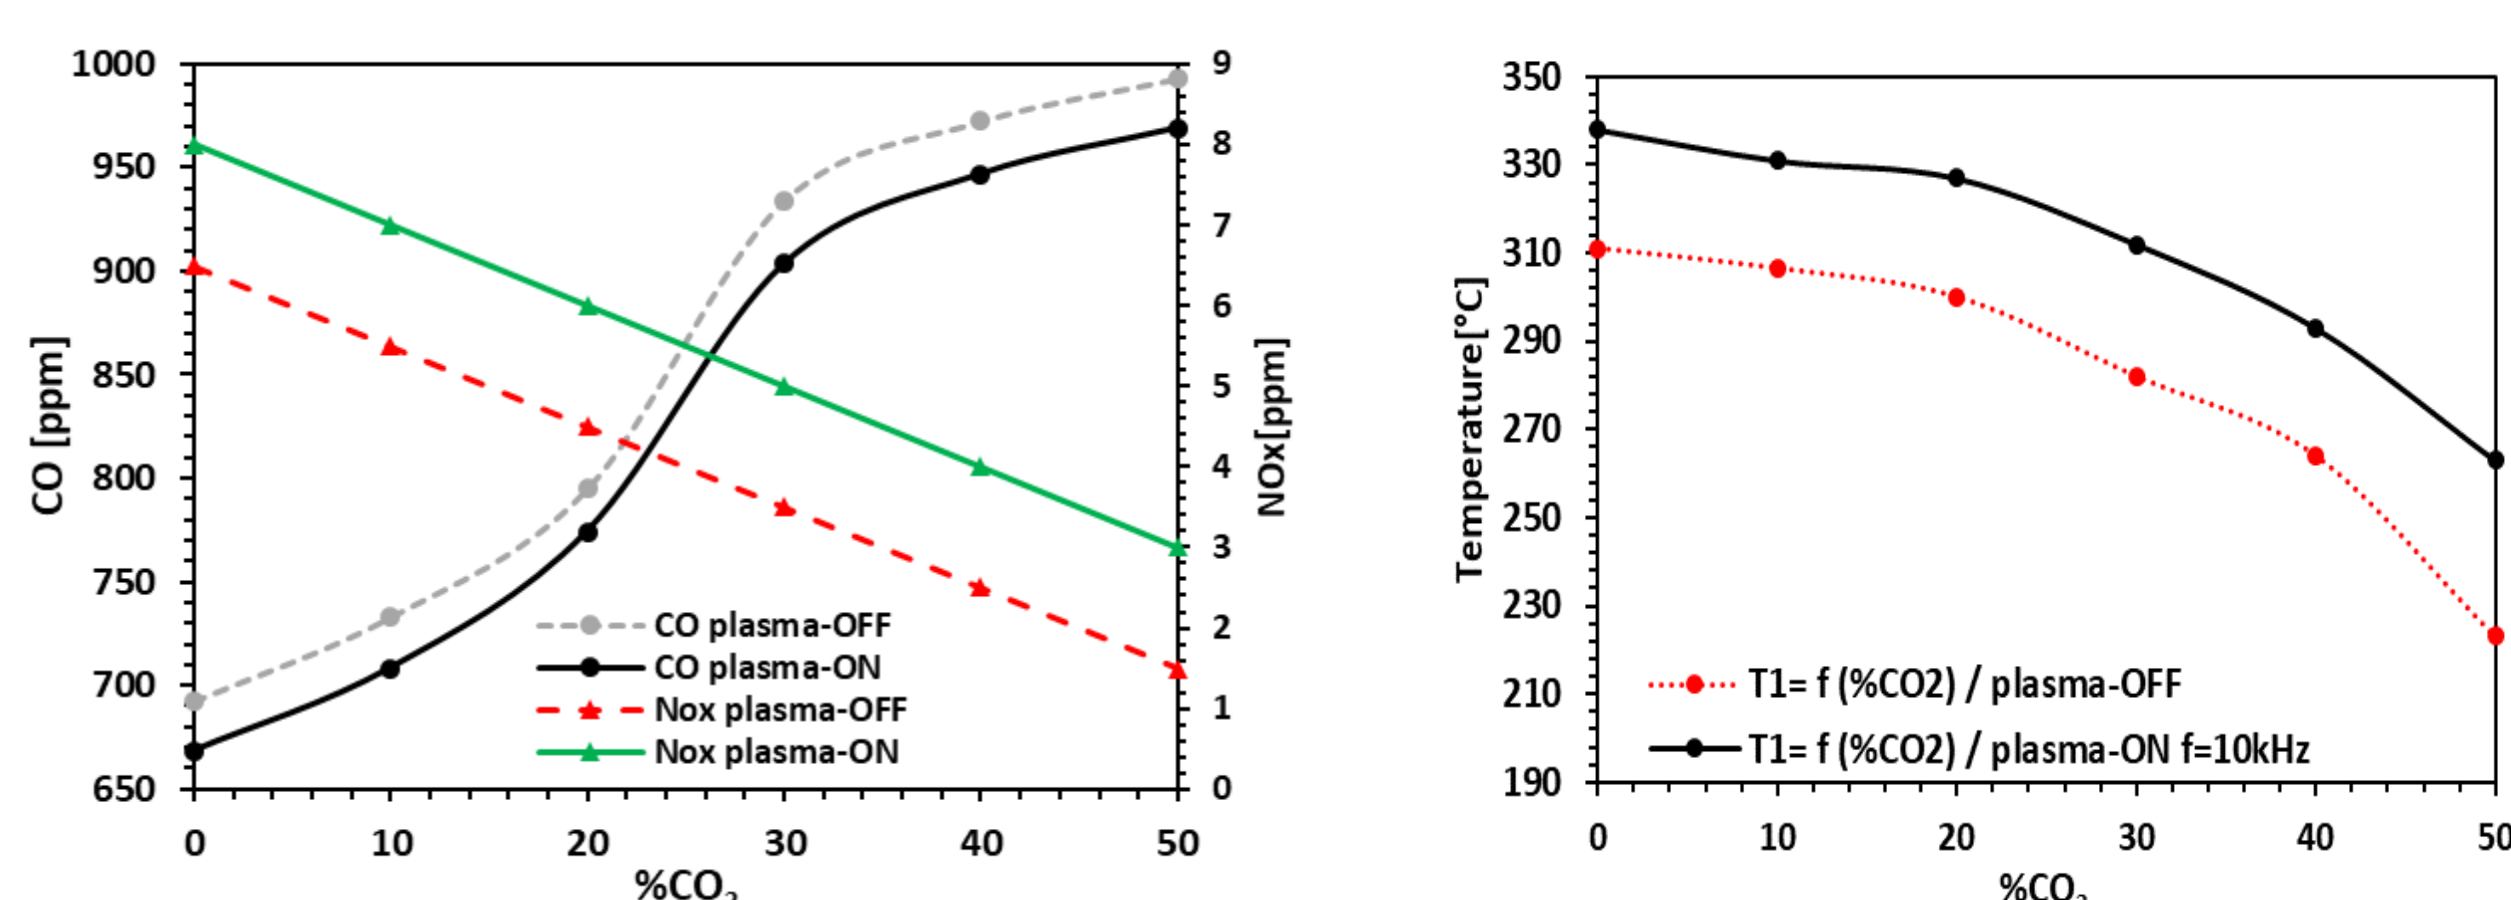 1000
950
900
850
800
750
700
650
CO [ppm]
0 10 20 30 40 50
%CO₂
9
8
7
6
5
4
3
2
1
0
NOx[ppm]
CO plasma-OFF
CO plasma-ON
Nox plasma-OFF
Nox plasma-ON
350
330
310
290
270
250
230
210
190
Temperature[°C]
T1= f (%CO2) / plasma-OFF
T1= f (%CO2) / plasma-ON f=10kHz
0 10 20 30 40 50
%CO₂